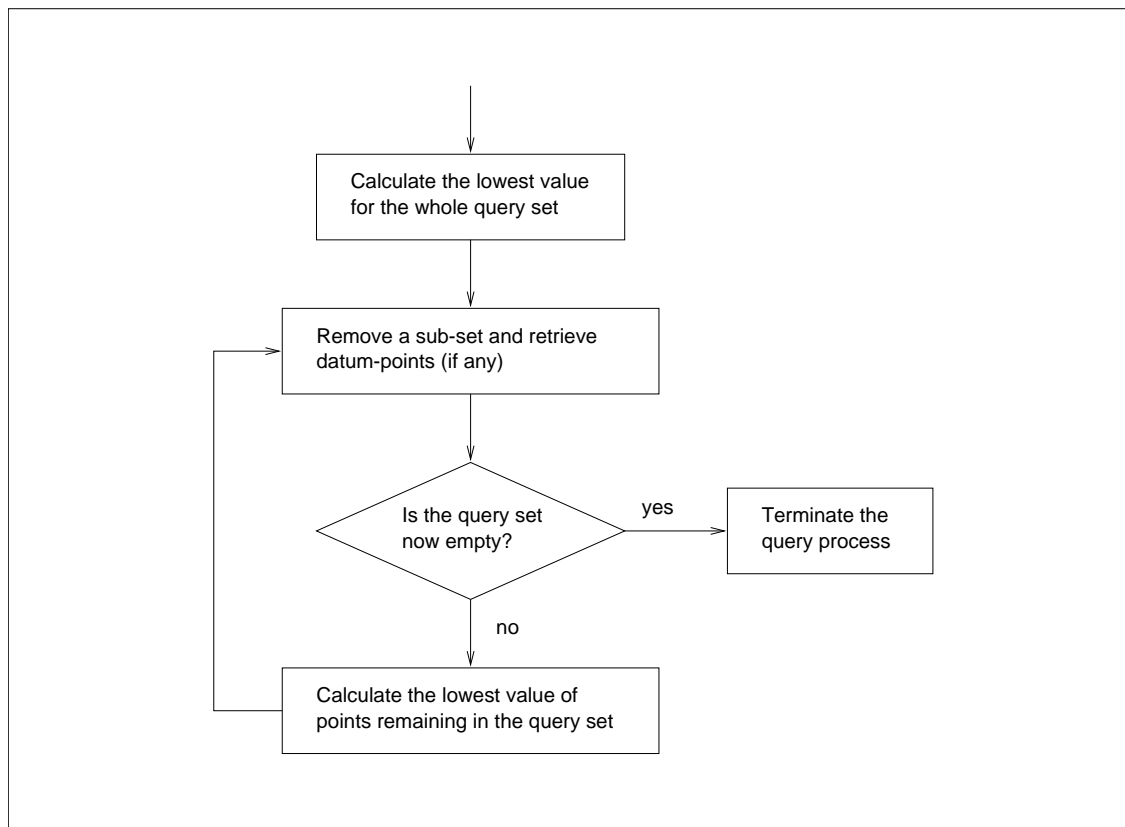 Calculate the lowest value
for the whole query set
Remove a sub-set and retrieve
datum-points (if any)
Is the query set
now empty?
yes
Terminate the
query process
no
Calculate the lowest value of
points remaining in the query set